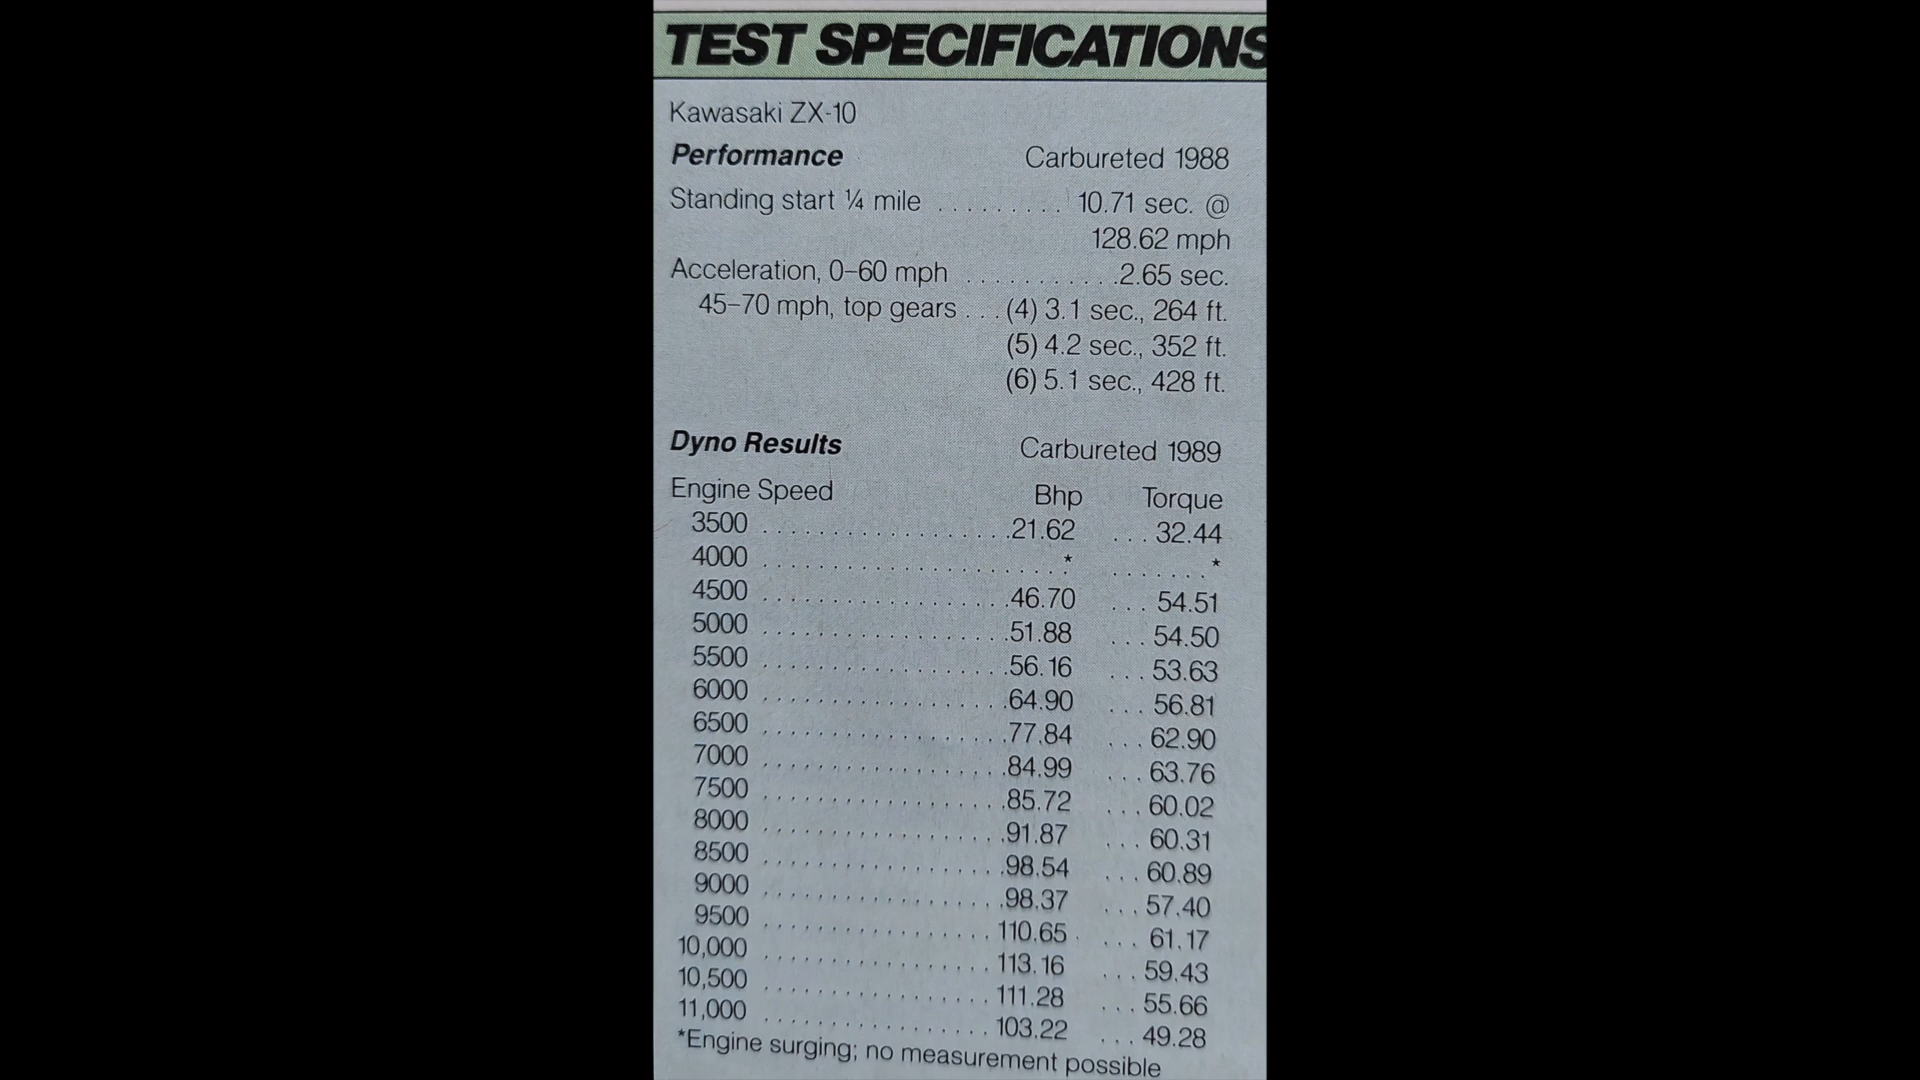 TEST SPECIFICATIONS
Kawasaki ZX-10
Performance Carbureted 1988
Standing start ¼ mile ......... 10.71 sec. @
128.62 mph
Acceleration, 0–60 mph ...........2.65 sec.
45–70 mph, top gears ...(4) 3.1 sec., 264 ft.
(5) 4.2 sec., 352 ft.
(6) 5.1 sec., 428 ft.
Dyno Results Carbureted 1989
Engine Speed Bhp Torque
3500 ..................21.62 ...32.44
4000 ......................* .......*
4500 ..................46.70 ...54.51
5000 ..................51.88 ...54.50
5500 ..................56.16 ...53.63
6000 ..................64.90 ...56.81
6500 ..................77.84 ...62.90
7000 ..................84.99 ...63.76
7500 ..................85.72 ...60.02
8000 ..................91.87 ...60.31
8500 ..................98.54 ...60.89
9000 ..................98.37 ...57.40
9500 .................110.65 ...61.17
10,000 .................113.16 ...59.43
10,500 .................111.28 ...55.66
11,000 .................103.22 ...49.28
*Engine surging; no measurement possible